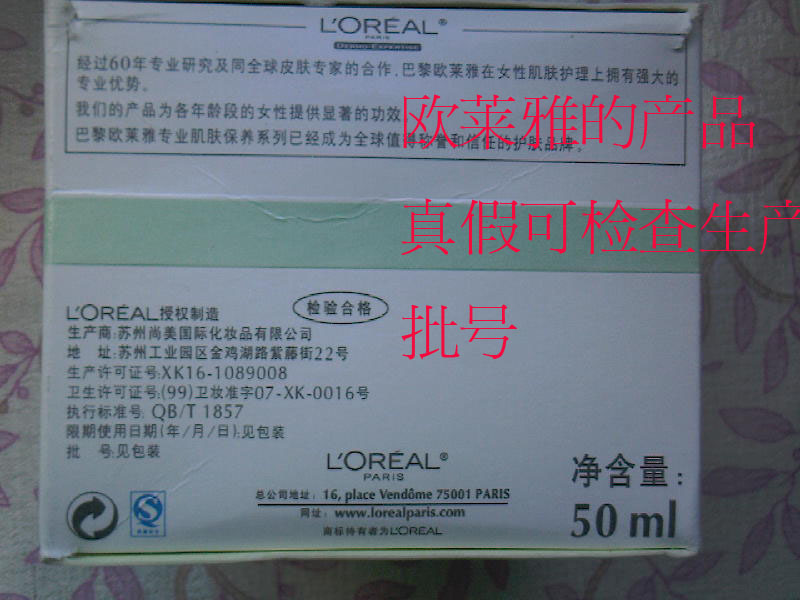 L'ORÉAL®
PARIS
DERMO-EXPERTISE
经过60年专业研究及同全球皮肤专家的合作,巴黎欧莱雅在女性肌肤护理上拥有强大的
专业优势。
我们的产品为各年龄段的女性提供显著的功效
巴黎欧莱雅专业肌肤保养系列已经成为全球值得称誉和信任的护肤品牌。
欧莱雅的产品
真假可检查生产
批号
L'ORÉAL授权制造
检验合格
生产商:苏州尚美国际化妆品有限公司
地 址:苏州工业园区金鸡湖路紫藤街22号
生产许可证号:XK16-1089008
卫生许可证号:(99)卫妆准字07-XK-0016号
执行标准号: QB/T 1857
限期使用日期(年/月/日):见包装
批 号:见包装
L'ORÉAL®
PARIS
总公司地址: 16, place Vendôme 75001 PARIS
网址: www.lorealparis.com
商标持有者为L'ORÉAL
净含量:
50 ml